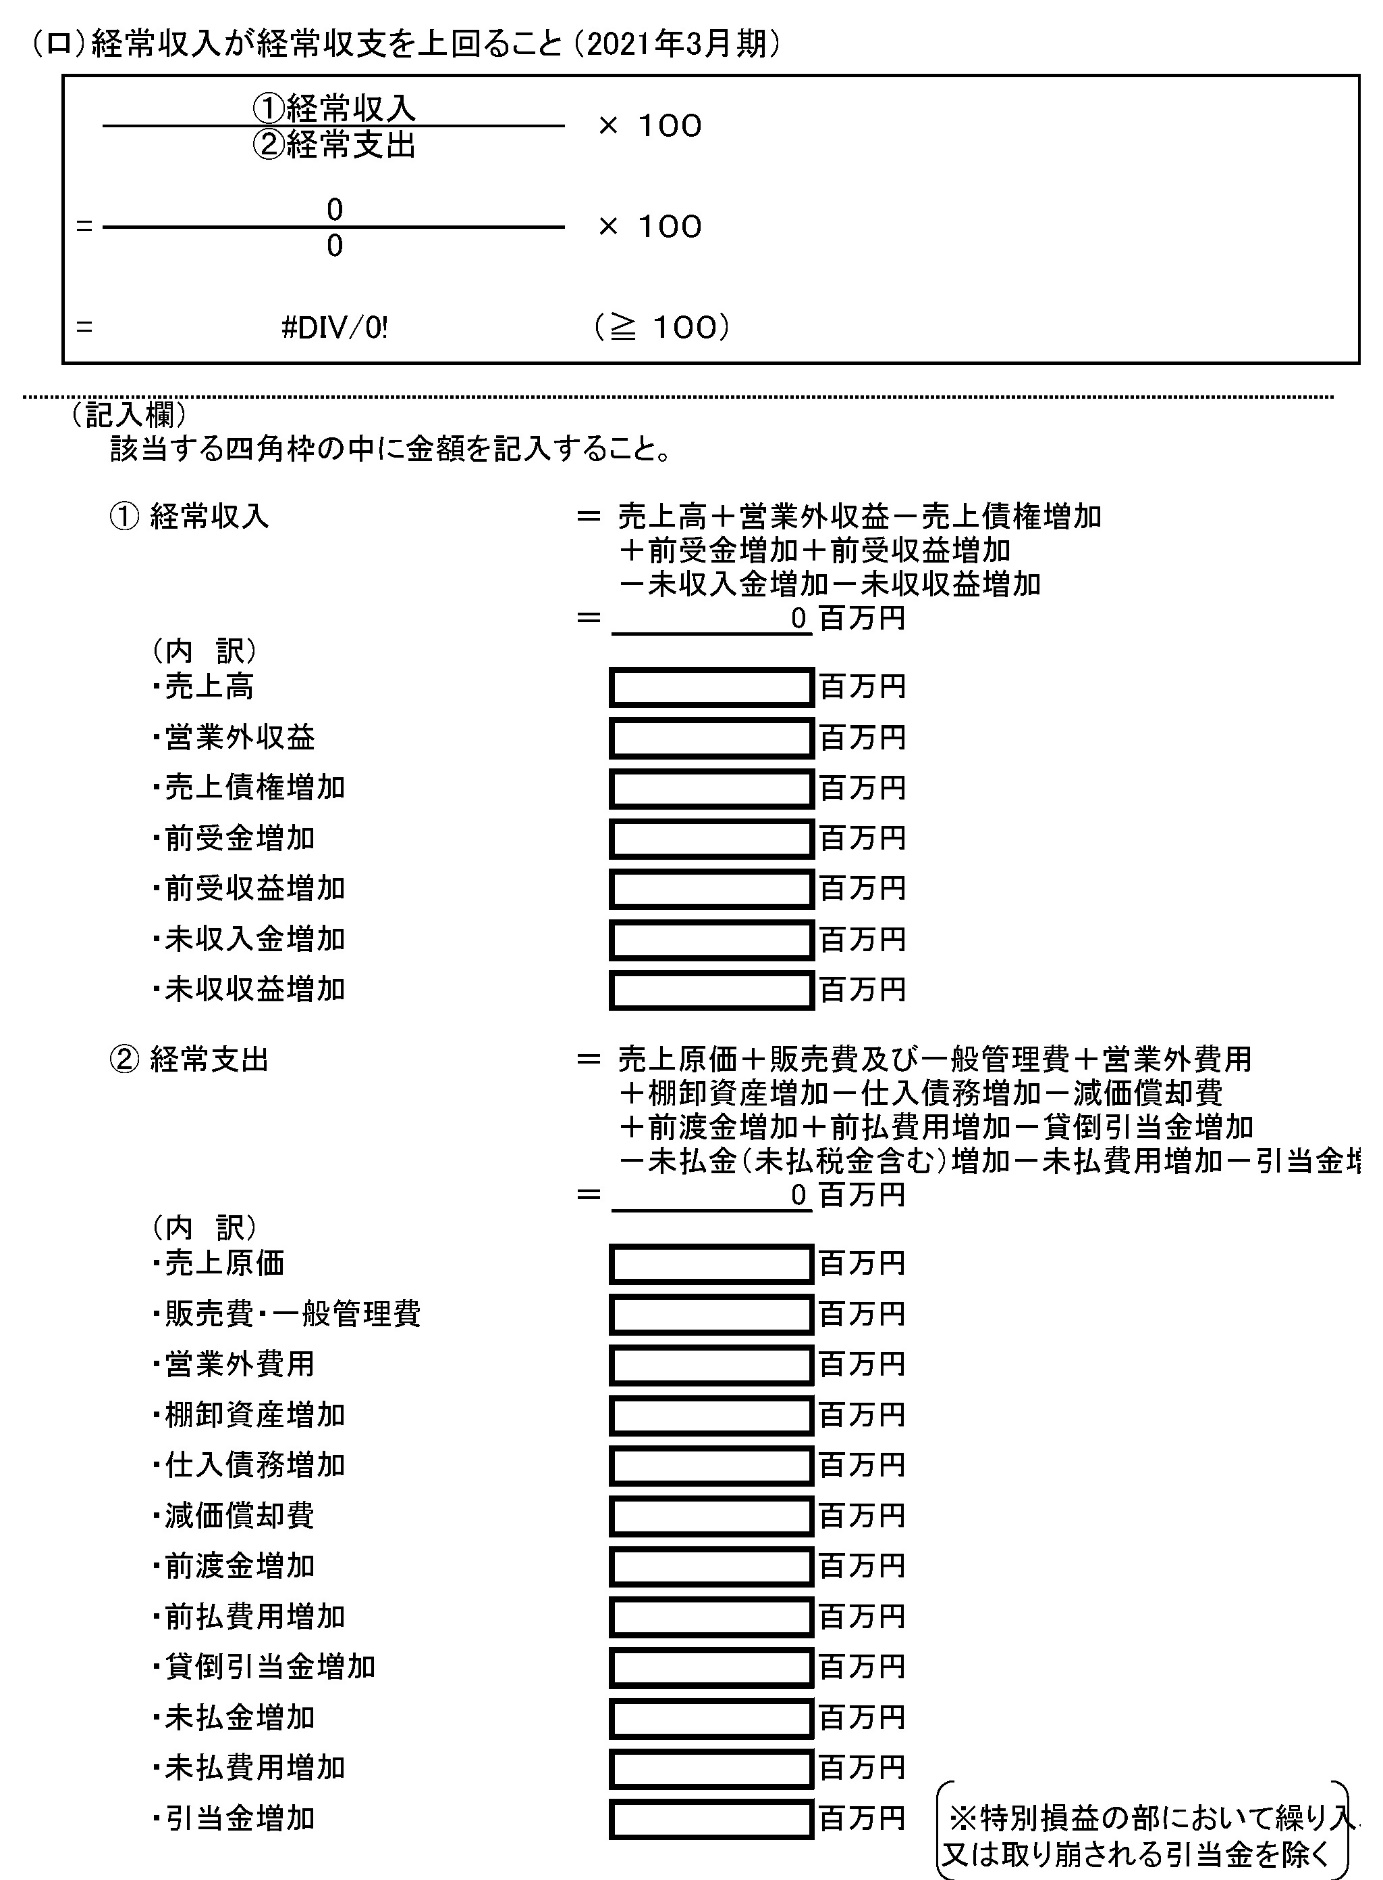 （ロ）経常収入が経常収支を上回ること（2021年3月期）
①経常収入
②経常支出
× 100
= 0
0
× 100
= #DIV/0! （≧ 100）
（記入欄）
該当する四角枠の中に金額を記入すること。
① 経常収入 ＝ 売上高＋営業外収益－売上債権増加
＋前受金増加＋前受収益増加
－未収入金増加－未収収益増加
＝ 0 百万円
（内 訳）
・売上高 百万円
・営業外収益 百万円
・売上債権増加 百万円
・前受金増加 百万円
・前受収益増加 百万円
・未収入金増加 百万円
・未収収益増加 百万円
② 経常支出 ＝ 売上原価＋販売費及び一般管理費＋営業外費用
＋棚卸資産増加－仕入債務増加－減価償却費
＋前渡金増加＋前払費用増加－貸倒引当金増加
－未払金（未払税金含む）増加－未払費用増加－引当金
＝ 0 百万円
（内 訳）
・売上原価 百万円
・販売費・一般管理費 百万円
・営業外費用 百万円
・棚卸資産増加 百万円
・仕入債務増加 百万円
・減価償却費 百万円
・前渡金増加 百万円
・前払費用増加 百万円
・貸倒引当金増加 百万円
・未払金増加 百万円
・未払費用増加 百万円
・引当金増加 百万円
※特別損益の部において繰り入
又は取り崩される引当金を除く